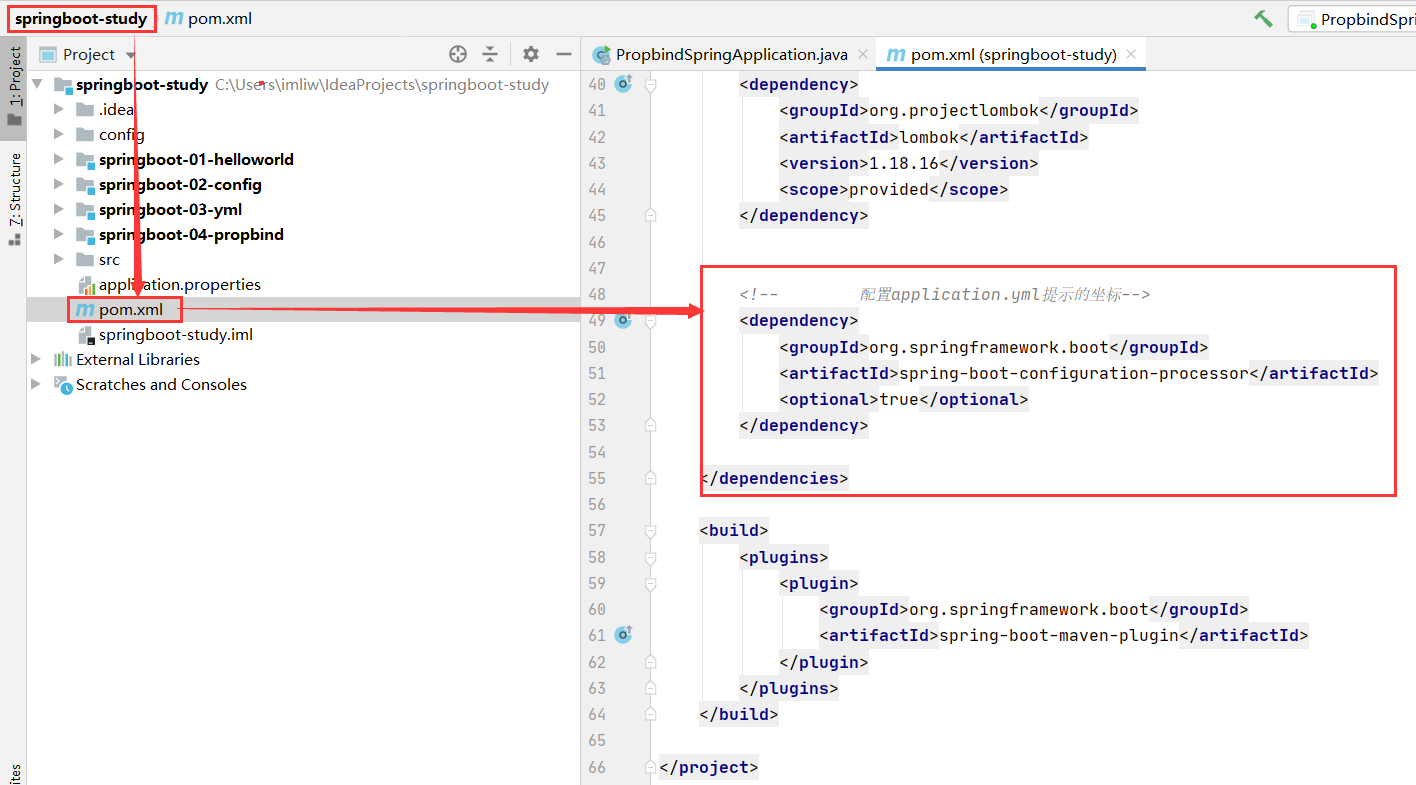 springboot-study
pom.xml
PropbindSpri
1: Project
7: Structure
Project
springboot-study C:\Users\imliw\IdeaProjects\springboot-study
.idea
config
springboot-01-helloworld
springboot-02-config
springboot-03-yml
springboot-04-propbind
src
application.properties
pom.xml
springboot-study.iml
External Libraries
Scratches and Consoles
PropbindSpringApplication.java
pom.xml (springboot-study)
40 <dependency>
41 <groupId>org.projectlombok</groupId>
42 <artifactId>lombok</artifactId>
43 <version>1.18.16</version>
44 <scope>provided</scope>
45 </dependency>
46
47
48 <!-- 配置application.yml提示的坐标-->
49 <dependency>
50 <groupId>org.springframework.boot</groupId>
51 <artifactId>spring-boot-configuration-processor</artifactId>
52 <optional>true</optional>
53 </dependency>
54
55 </dependencies>
56
57 <build>
58 <plugins>
59 <plugin>
60 <groupId>org.springframework.boot</groupId>
61 <artifactId>spring-boot-maven-plugin</artifactId>
62 </plugin>
63 </plugins>
64 </build>
65
66 </project>